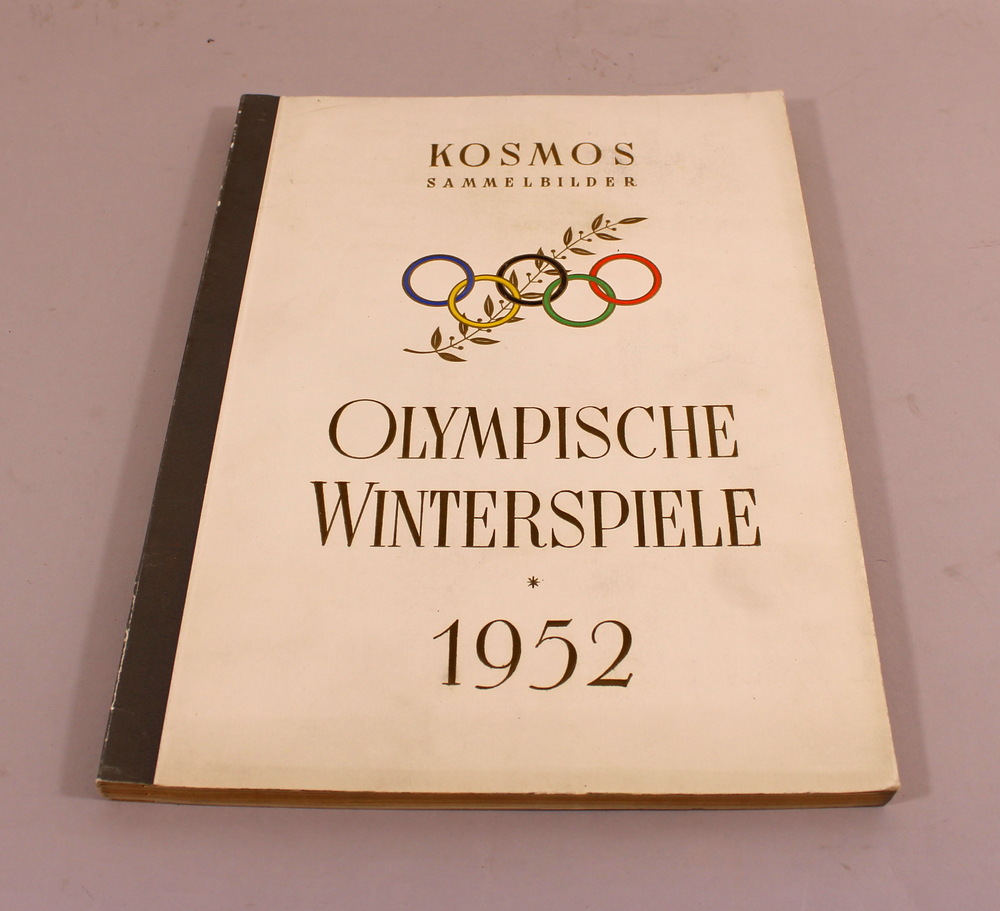 KOSMOS
SAMMELBILDER
OLYMPISCHE
WINTERSPIELE
*
1952